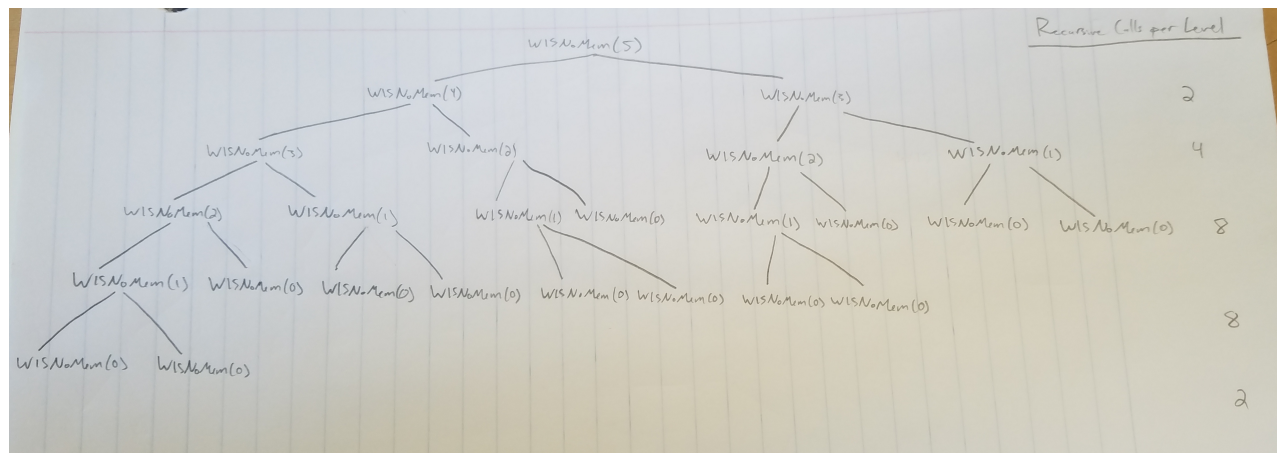 Recursive Calls per Level
WISNoMem(5)
WISNoMem(4) WISNoMem(3) 2
WISNoMem(3) WISNoMem(2) WISNoMem(2) WISNoMem(1) 4
WISNoMem(2) WISNoMem(1) WISNoMem(1) WISNoMem(0) WISNoMem(1) WISNoMem(0) WISNoMem(0) WISNoMem(0) 8
WISNoMem(1) WISNoMem(0) WISNoMem(0) WISNoMem(0) WISNoMem(0) WISNoMem(0) WISNoMem(0) WISNoMem(0) 8
WISNoMem(0) WISNoMem(0) 2